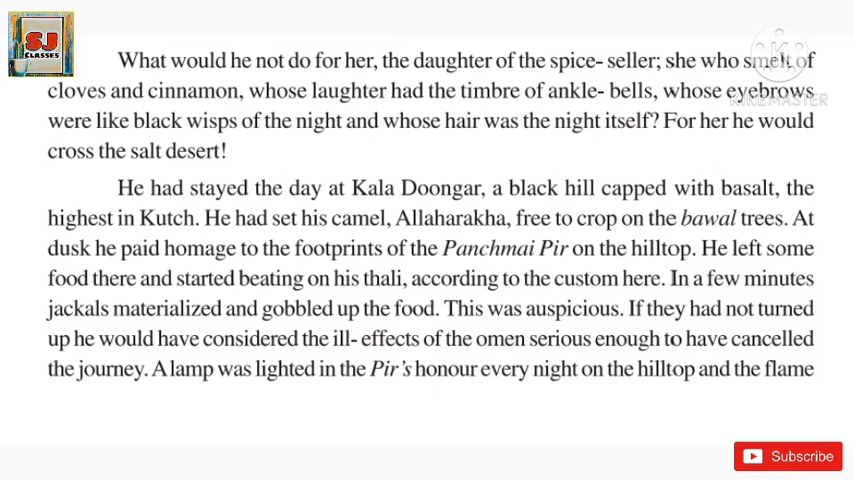 SJ
CLASSES
What would he not do for her, the daughter of the spice- seller; she who smelt of
cloves and cinnamon, whose laughter had the timbre of ankle- bells, whose eyebrows
were like black wisps of the night and whose hair was the night itself? For her he would
cross the salt desert!
He had stayed the day at Kala Doongar, a black hill capped with basalt, the
highest in Kutch. He had set his camel, Allaharakha, free to crop on the bawal trees. At
dusk he paid homage to the footprints of the Panchmai Pir on the hilltop. He left some
food there and started beating on his thali, according to the custom here. In a few minutes
jackals materialized and gobbled up the food. This was auspicious. If they had not turned
up he would have considered the ill- effects of the omen serious enough to have cancelled
the journey. A lamp was lighted in the Pir's honour every night on the hilltop and the flame
KINEMASTER
Subscribe